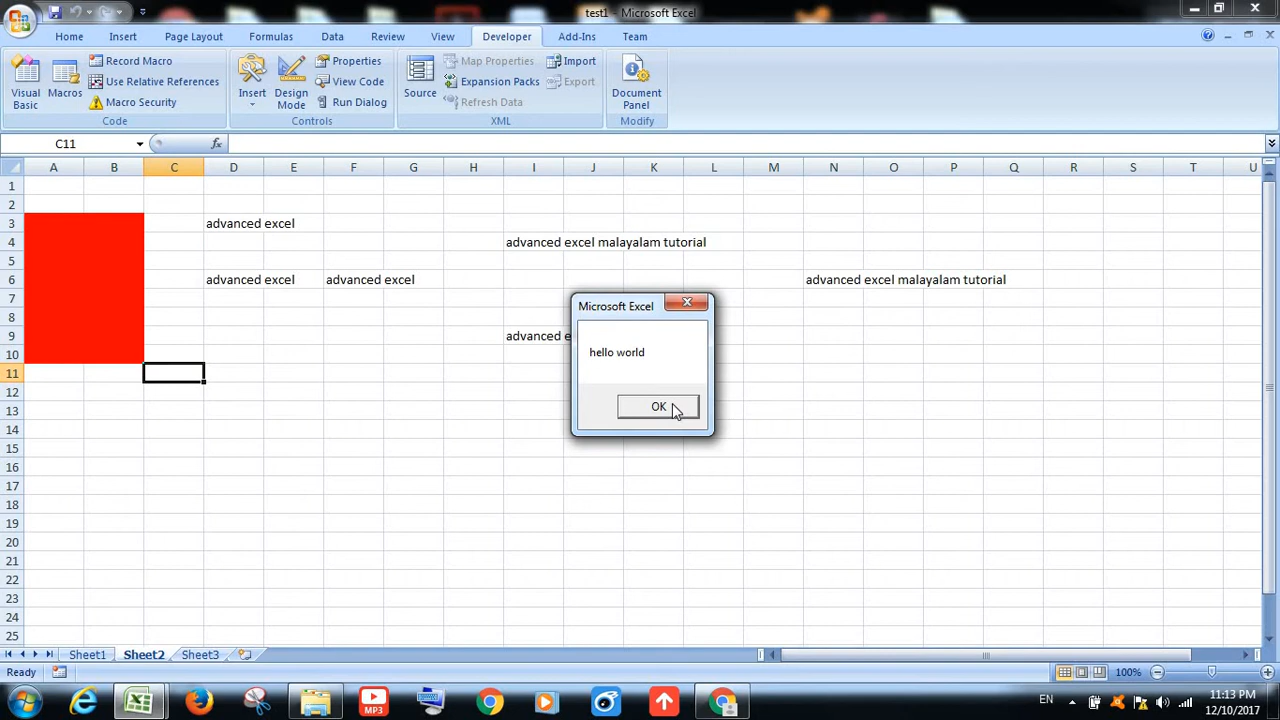 test1 - Microsoft Excel
Home Insert Page Layout Formulas Data Review View Developer Add-Ins Team
Visual Basic
Macros
Record Macro
Use Relative References
Macro Security
Code
Insert
Design Mode
Properties
View Code
Run Dialog
Controls
Source
Map Properties
Expansion Packs
Refresh Data
Import
Export
XML
Document Panel
Modify
C11 fx
A B C D E F G H I J K L M N O P Q R S T U
1
2
3 advanced excel
4 advanced excel malayalam tutorial
5
6 advanced excel advanced excel advanced excel malayalam tutorial
7
8
9 advanced e
10
11
12
13
14
15
16
17
18
19
20
21
22
23
24
25
Microsoft Excel
hello world
OK
Sheet1 Sheet2 Sheet3
Ready 100%
MP3
EN
11:13 PM
12/10/2017